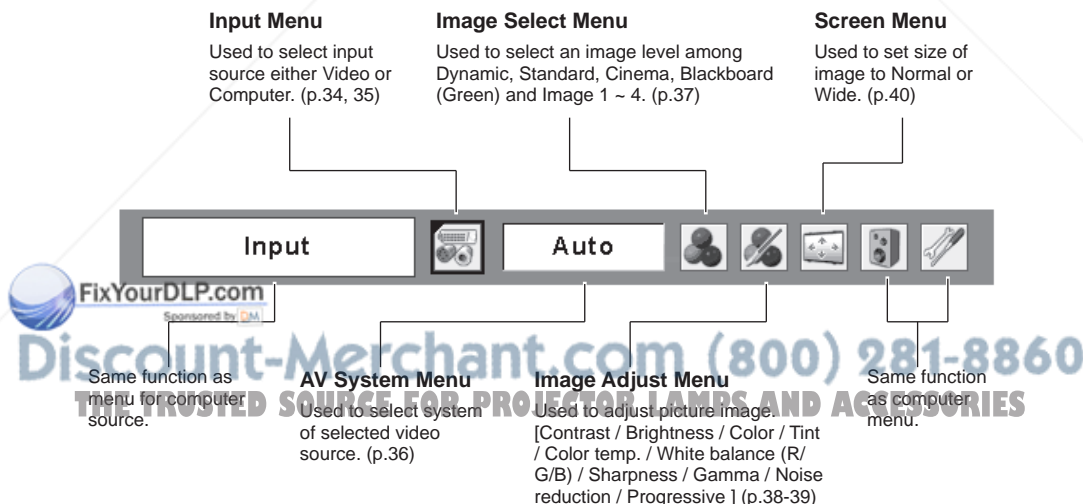 Input Menu
Used to select input
source either Video or
Computer. (p.34, 35)
Image Select Menu
Used to select an image level among
Dynamic, Standard, Cinema, Blackboard
(Green) and Image 1 ~ 4. (p.37)
Screen Menu
Used to set size of
image to Normal or
Wide. (p.40)
Input
Auto
FixYourDLP.com
Sponsored by DM
Discount-Merchant.com (800) 281-8860
THE TRUSTED SOURCE FOR PROJECTOR LAMPS AND ACCESSORIES
Same function as
menu for computer
source.
AV System Menu
Used to select system
of selected video
source. (p.36)
Image Adjust Menu
Used to adjust picture image.
[Contrast / Brightness / Color / Tint
/ Color temp. / White balance (R/
G/B) / Sharpness / Gamma / Noise
reduction / Progressive ] (p.38-39)
Same function
as computer
menu.